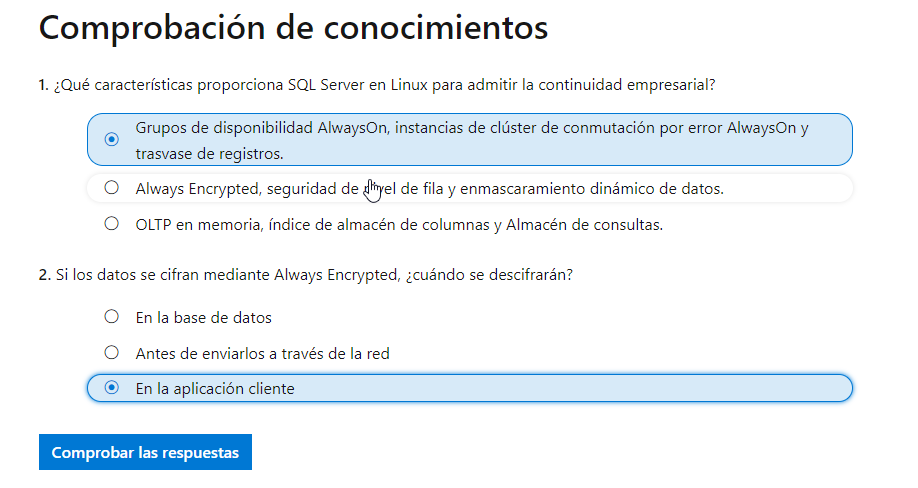 Comprobación de conocimientos
1. ¿Qué características proporciona SQL Server en Linux para admitir la continuidad empresarial?
Grupos de disponibilidad AlwaysOn, instancias de clúster de conmutación por error AlwaysOn y
trasvase de registros.
Always Encrypted, seguridad de nivel de fila y enmascaramiento dinámico de datos.
OLTP en memoria, índice de almacén de columnas y Almacén de consultas.
2. Si los datos se cifran mediante Always Encrypted, ¿cuándo se descifrarán?
En la base de datos
Antes de enviarlos a través de la red
En la aplicación cliente
Comprobar las respuestas